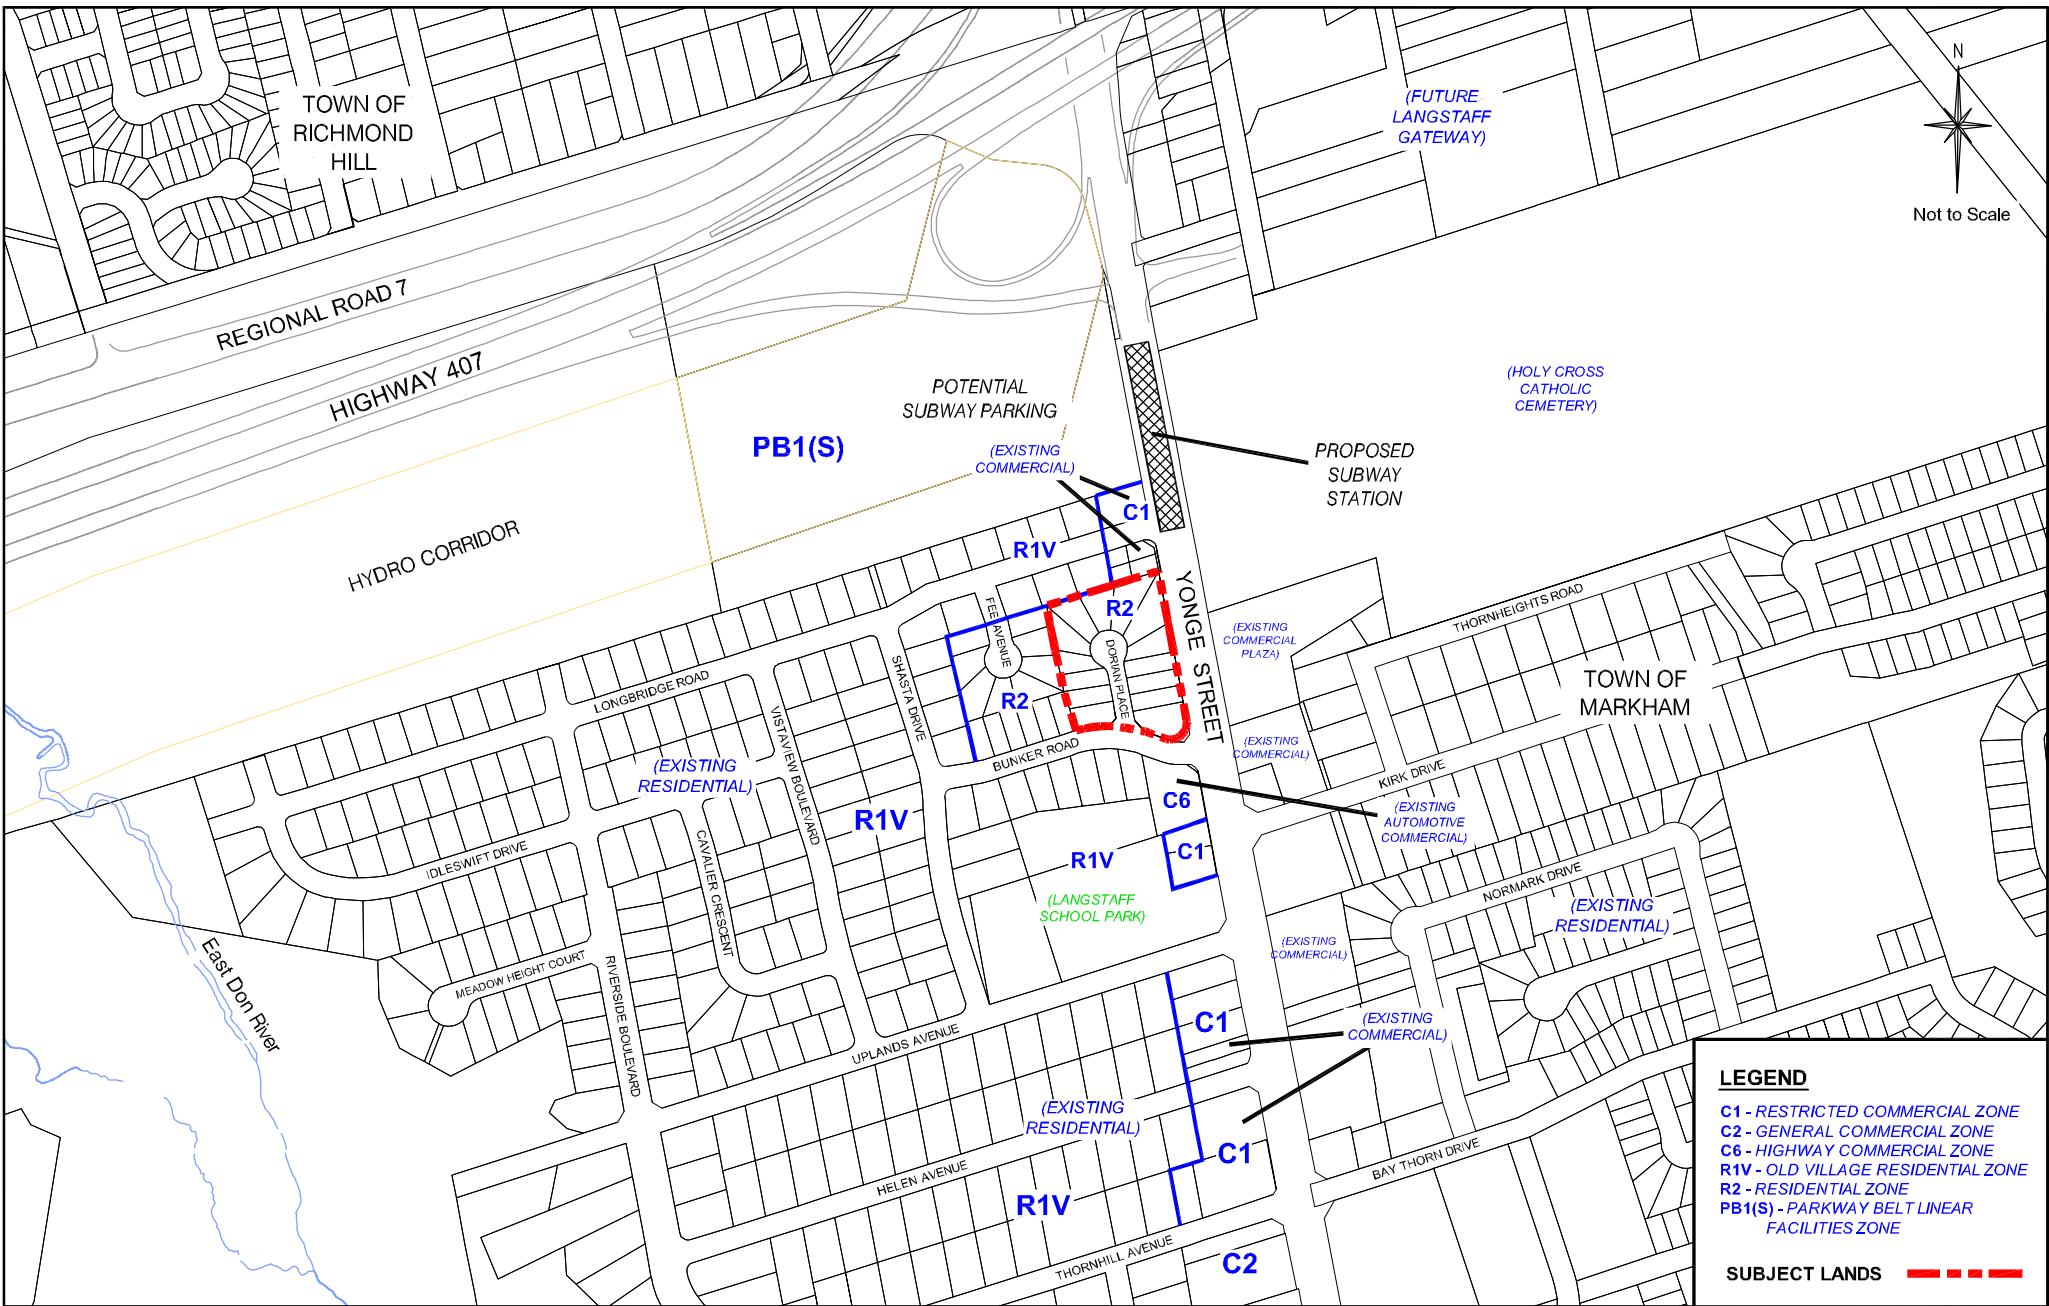 TOWN OF
RICHMOND
HILL
(FUTURE
LANGSTAFF
GATEWAY)
N
Not to Scale
REGIONAL ROAD 7
HIGHWAY 407
HYDRO CORRIDOR
PB1(S)
POTENTIAL
SUBWAY PARKING
(EXISTING
COMMERCIAL)
(HOLY CROSS
CATHOLIC
CEMETERY)
PROPOSED
SUBWAY
STATION
C1
R1V
R2
FEE AVENUE
DORIAN PLACE
R2
YONGE STREET
(EXISTING
COMMERCIAL
PLAZA)
THORNHEIGHTS ROAD
TOWN OF
MARKHAM
LONGBRIDGE ROAD
SHASTA DRIVE
VISTAVIEW BOULEVARD
BUNKER ROAD
(EXISTING
COMMERCIAL)
KIRK DRIVE
(EXISTING
RESIDENTIAL)
R1V
C6
(EXISTING
AUTOMOTIVE
COMMERCIAL)
C1
R1V
(LANGSTAFF
SCHOOL PARK)
IDLESWIFT DRIVE
CAVALIER CRESCENT
NORMARK DRIVE
(EXISTING
RESIDENTIAL)
(EXISTING
COMMERCIAL)
East Don River
MEADOW HEIGHT COURT
RIVERSIDE BOULEVARD
UPLANDS AVENUE
C1
(EXISTING
COMMERCIAL)
(EXISTING
RESIDENTIAL)
C1
BAY THORN DRIVE
HELEN AVENUE
R1V
THORNHILL AVENUE
C2
LEGEND
C1 - RESTRICTED COMMERCIAL ZONE
C2 - GENERAL COMMERCIAL ZONE
C6 - HIGHWAY COMMERCIAL ZONE
R1V - OLD VILLAGE RESIDENTIAL ZONE
R2 - RESIDENTIAL ZONE
PB1(S) - PARKWAY BELT LINEAR
FACILITIES ZONE
SUBJECT LANDS